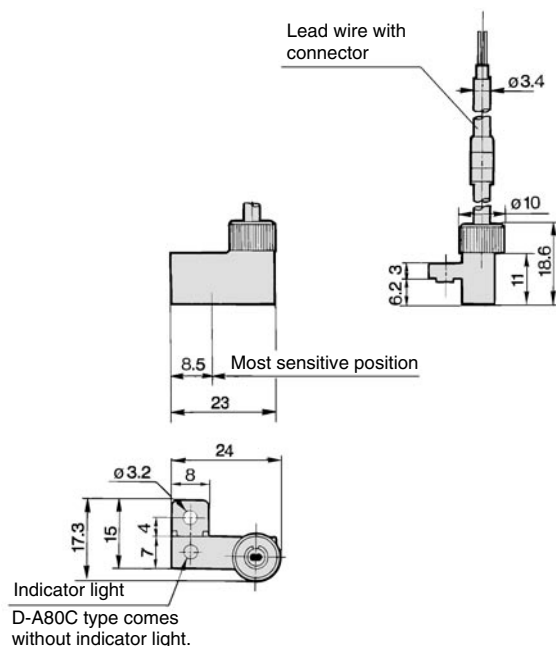 Lead wire with
connector
ø3.4
ø10
18.6
11
3
6.2
8.5
Most sensitive position
23
24
ø3.2
8
17.3
15
4
7
Indicator light
D-A80C type comes
without indicator light.